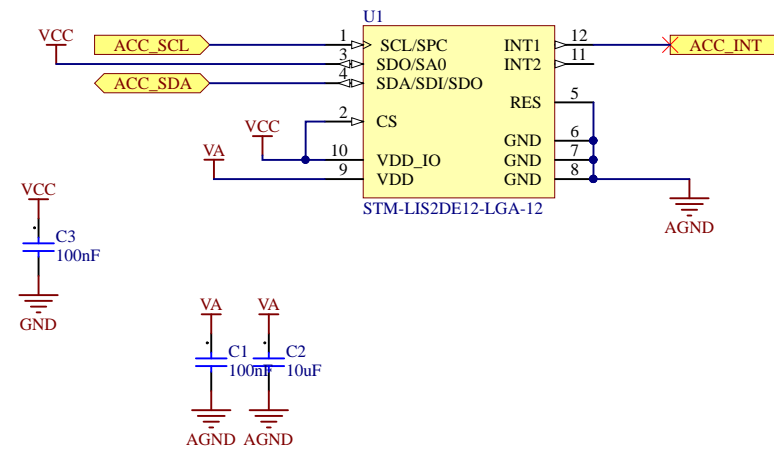 U1
VCC
ACC_SCL
1
SCL/SPC
INT1
12
ACC_INT
3
SDO/SA0
INT2
11
ACC_SDA
4
SDA/SDI/SDO
RES
5
VCC
2
CS
GND
6
VA
10
VDD_IO
GND
7
9
VDD
GND
8
STM-LIS2DE12-LGA-12
AGND
VCC
C3
100nF
GND
VA
VA
C1
100nF
C2
10uF
AGND
AGND